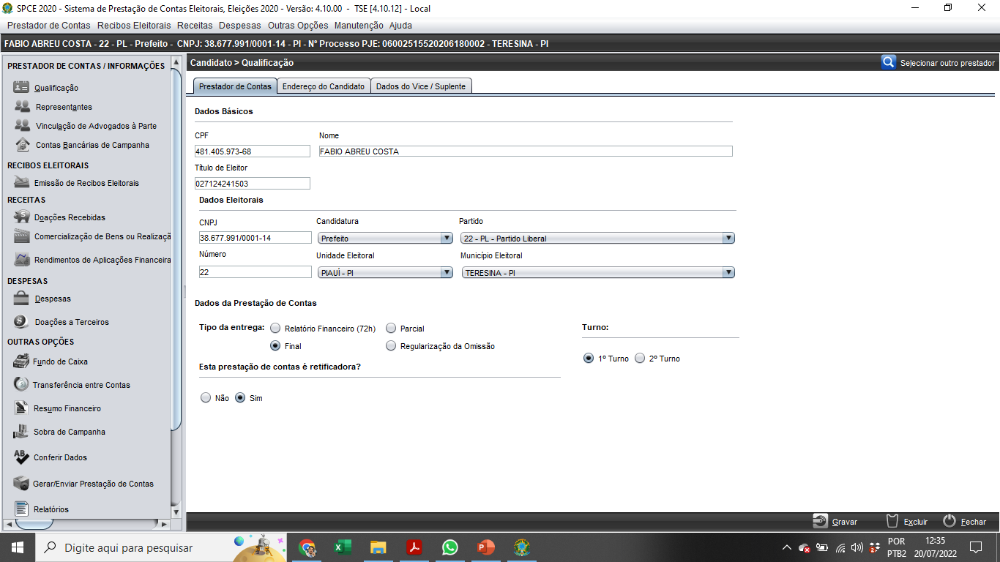 SPCE 2020 - Sistema de Prestação de Contas Eleitorais, Eleições 2020 - Versão: 4.10.00 - TSE [4.10.12] - Local
Prestador de Contas Recibos Eleitorais Receitas Despesas Outras Opções Manutenção Ajuda
FABIO ABREU COSTA - 22 - PL - Prefeito - CNPJ: 38.677.991/0001-14 - PI - Nº Processo PJE: 06002515520206180002 - TERESINA - PI
PRESTADOR DE CONTAS / INFORMAÇÕES
Qualificação
Representantes
Vinculação de Advogados à Parte
Contas Bancárias de Campanha
RECIBOS ELEITORAIS
Emissão de Recibos Eleitorais
RECEITAS
Doações Recebidas
Comercialização de Bens ou Realizaçã
Rendimentos de Aplicações Financeira
DESPESAS
Despesas
Doações a Terceiros
OUTRAS OPÇÕES
Fundo de Caixa
Transferência entre Contas
Resumo Financeiro
Sobra de Campanha
Conferir Dados
Gerar/Enviar Prestação de Contas
Relatórios
Candidato > Qualificação
Selecionar outro prestador
Prestador de Contas Endereço do Candidato Dados do Vice / Suplente
Dados Básicos
CPF Nome
481.405.973-68 FABIO ABREU COSTA
Título de Eleitor
027124241503
Dados Eleitorais
CNPJ Candidatura Partido
38.677.991/0001-14 Prefeito 22 - PL - Partido Liberal
Número Unidade Eleitoral Município Eleitoral
22 PIAUÍ - PI TERESINA - PI
Dados da Prestação de Contas
Tipo da entrega: Relatório Financeiro (72h) Parcial Turno:
Final Regularização da Omissão
1º Turno 2º Turno
Esta prestação de contas é retificadora?
Não Sim
Gravar Excluir Fechar
Digite aqui para pesquisar
POR 12:35
PTB2 20/07/2022